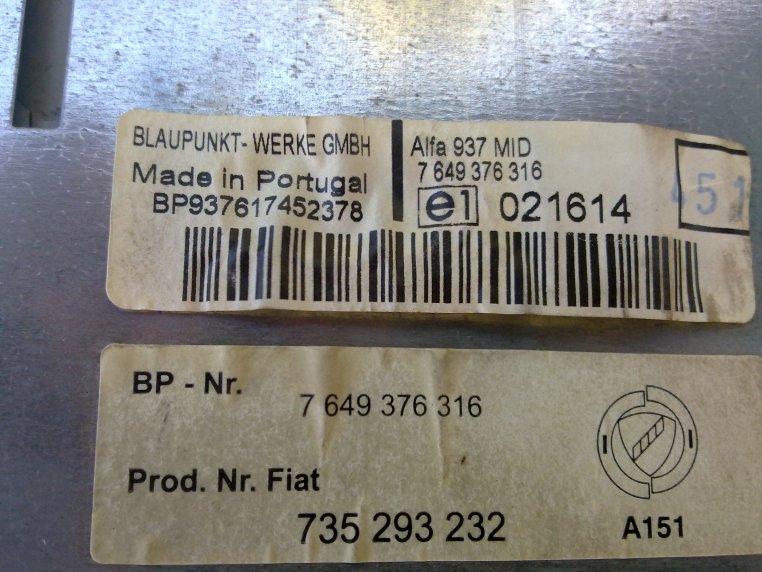 BLAUPUNKT- WERKE GMBH
Made in Portugal
BP937617452378
Alfa 937 MID
7 649 376 316
e1 021614
51
BP - Nr. 7 649 376 316
Prod. Nr. Fiat
735 293 232
A151